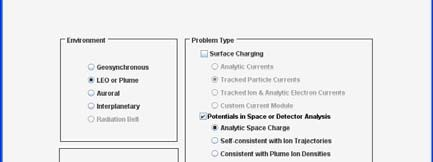 Environment
Geosynchronous
LEO or Plume
Auroral
Interplanetary
Radiation Belt
Problem Type
Surface Charging
Analytic Currents
Tracked Particle Currents
Tracked Ion & Analytic Electron Currents
Custom Current Module
Potentials in Space or Detector Analysis
Analytic Space Charge
Self-consistent with Ion Trajectories
Consistent with Plume Ion Densities